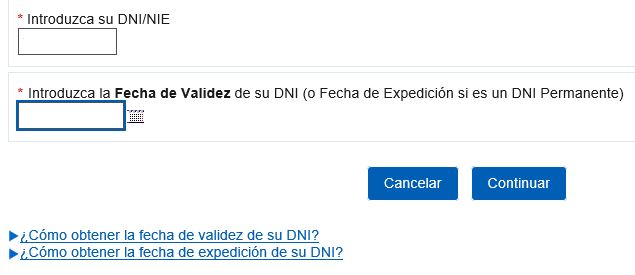 * Introduzca su DNI/NIE
* Introduzca la Fecha de Validez de su DNI (o Fecha de Expedición si es un DNI Permanente)
Cancelar Continuar
¿Cómo obtener la fecha de validez de su DNI?
¿Cómo obtener la fecha de expedición de su DNI?